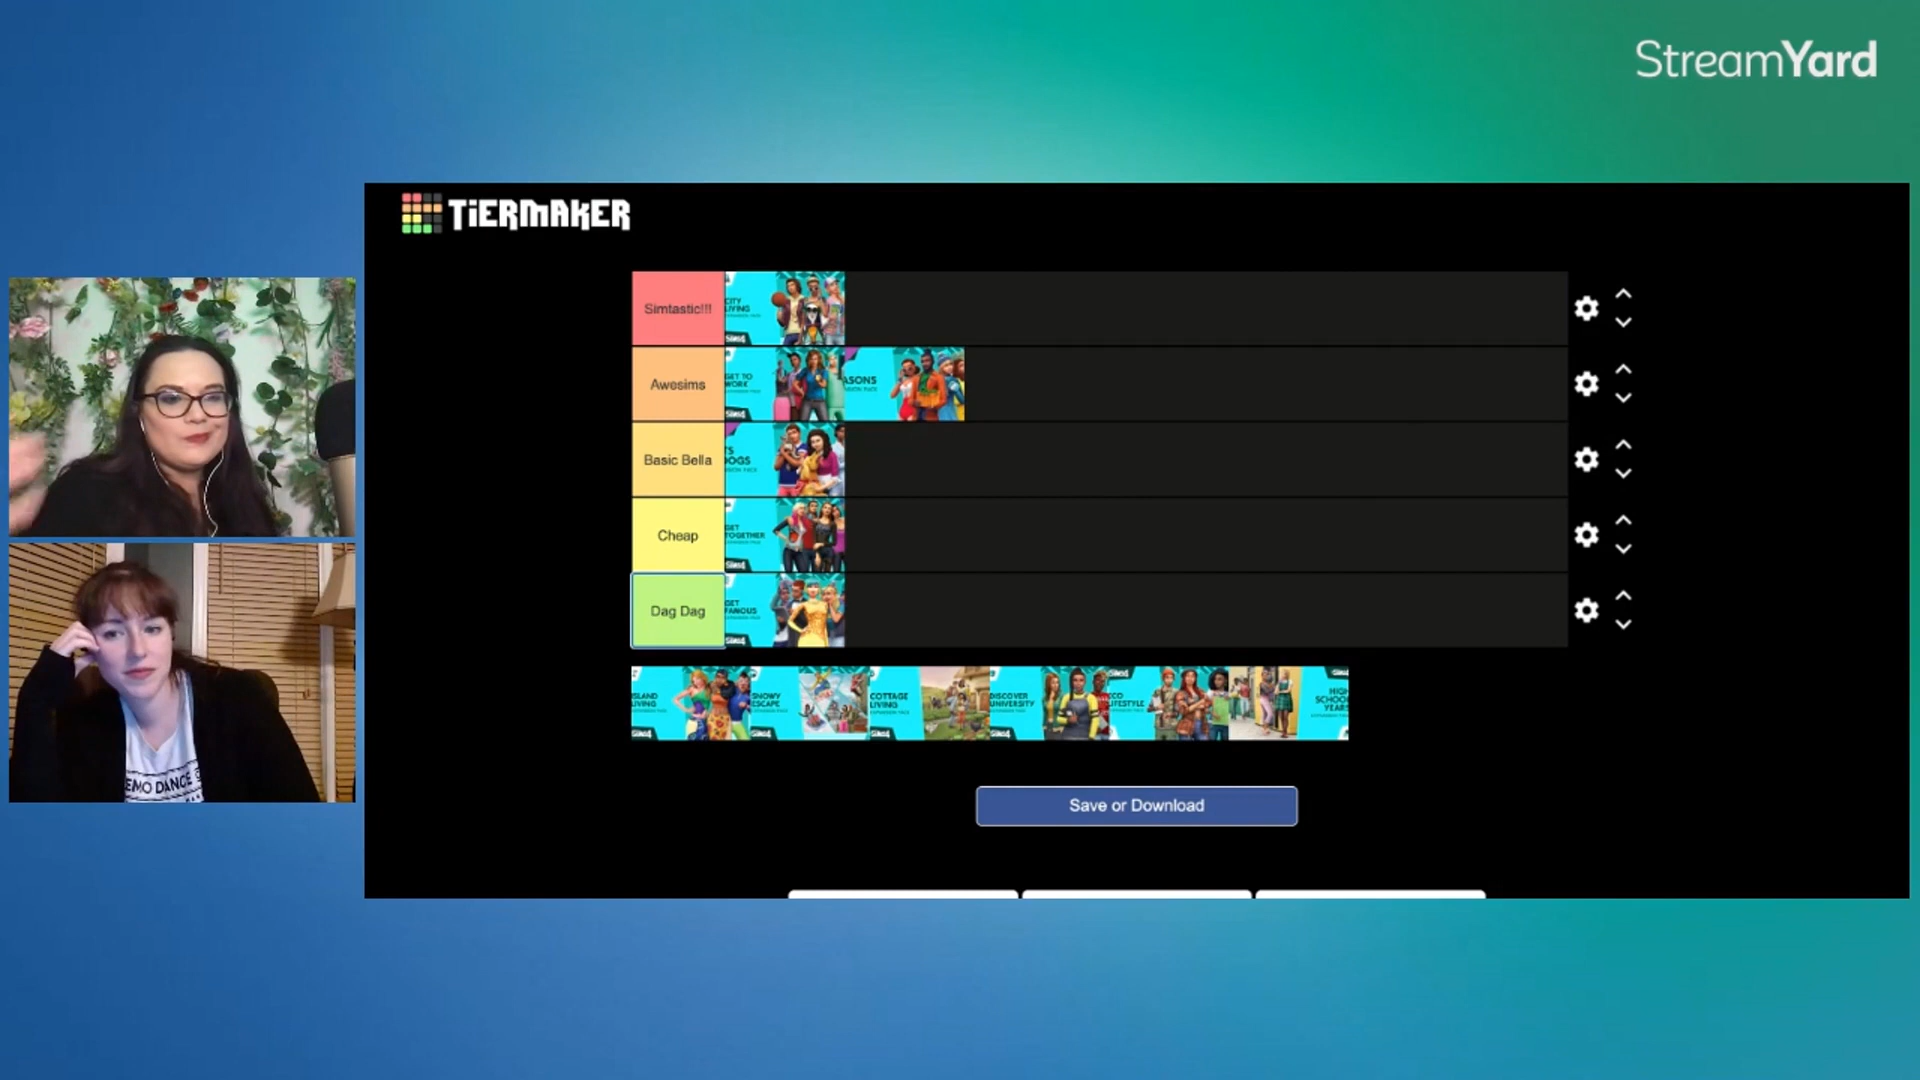 StreamYard
TiERMAKER
Simtastic!!!
CITY
LIVING
Awesims
GET TO
WORK
ASONS
Basic Bella
OGS
Cheap
GET
TOGETHER
Dag Dag
GET
FAMOUS
ISLAND
LIVING
SNOWY
ESCAPE
COTTAGE
LIVING
DISCOVER
UNIVERSITY
ECO
LIFESTYLE
HIGH
SCHOOL
YEARS
EMO DANCE
Save or Download